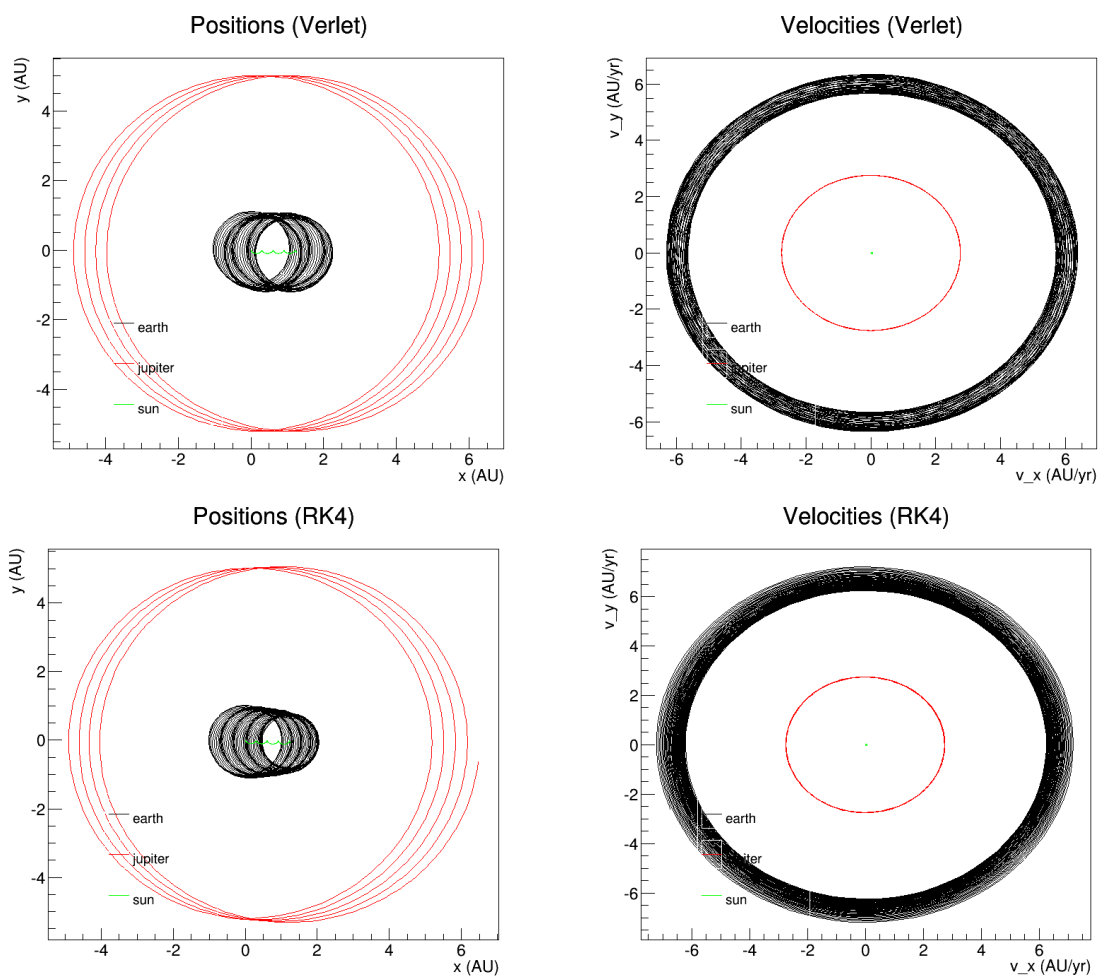 Positions (Verlet)
y (AU)
4
2
0
-2
-4
earth
jupiter
sun
-4 -2 0 2 4 6
x (AU)
Velocities (Verlet)
v_y (AU/yr)
6
4
2
0
-2
-4
-6
earth
jupiter
sun
-6 -4 -2 0 2 4 6
v_x (AU/yr)
Positions (RK4)
y (AU)
4
2
0
-2
-4
earth
jupiter
sun
-4 -2 0 2 4 6
x (AU)
Velocities (RK4)
v_y (AU/yr)
6
4
2
0
-2
-4
-6
earth
jupiter
sun
-6 -4 -2 0 2 4 6
v_x (AU/yr)